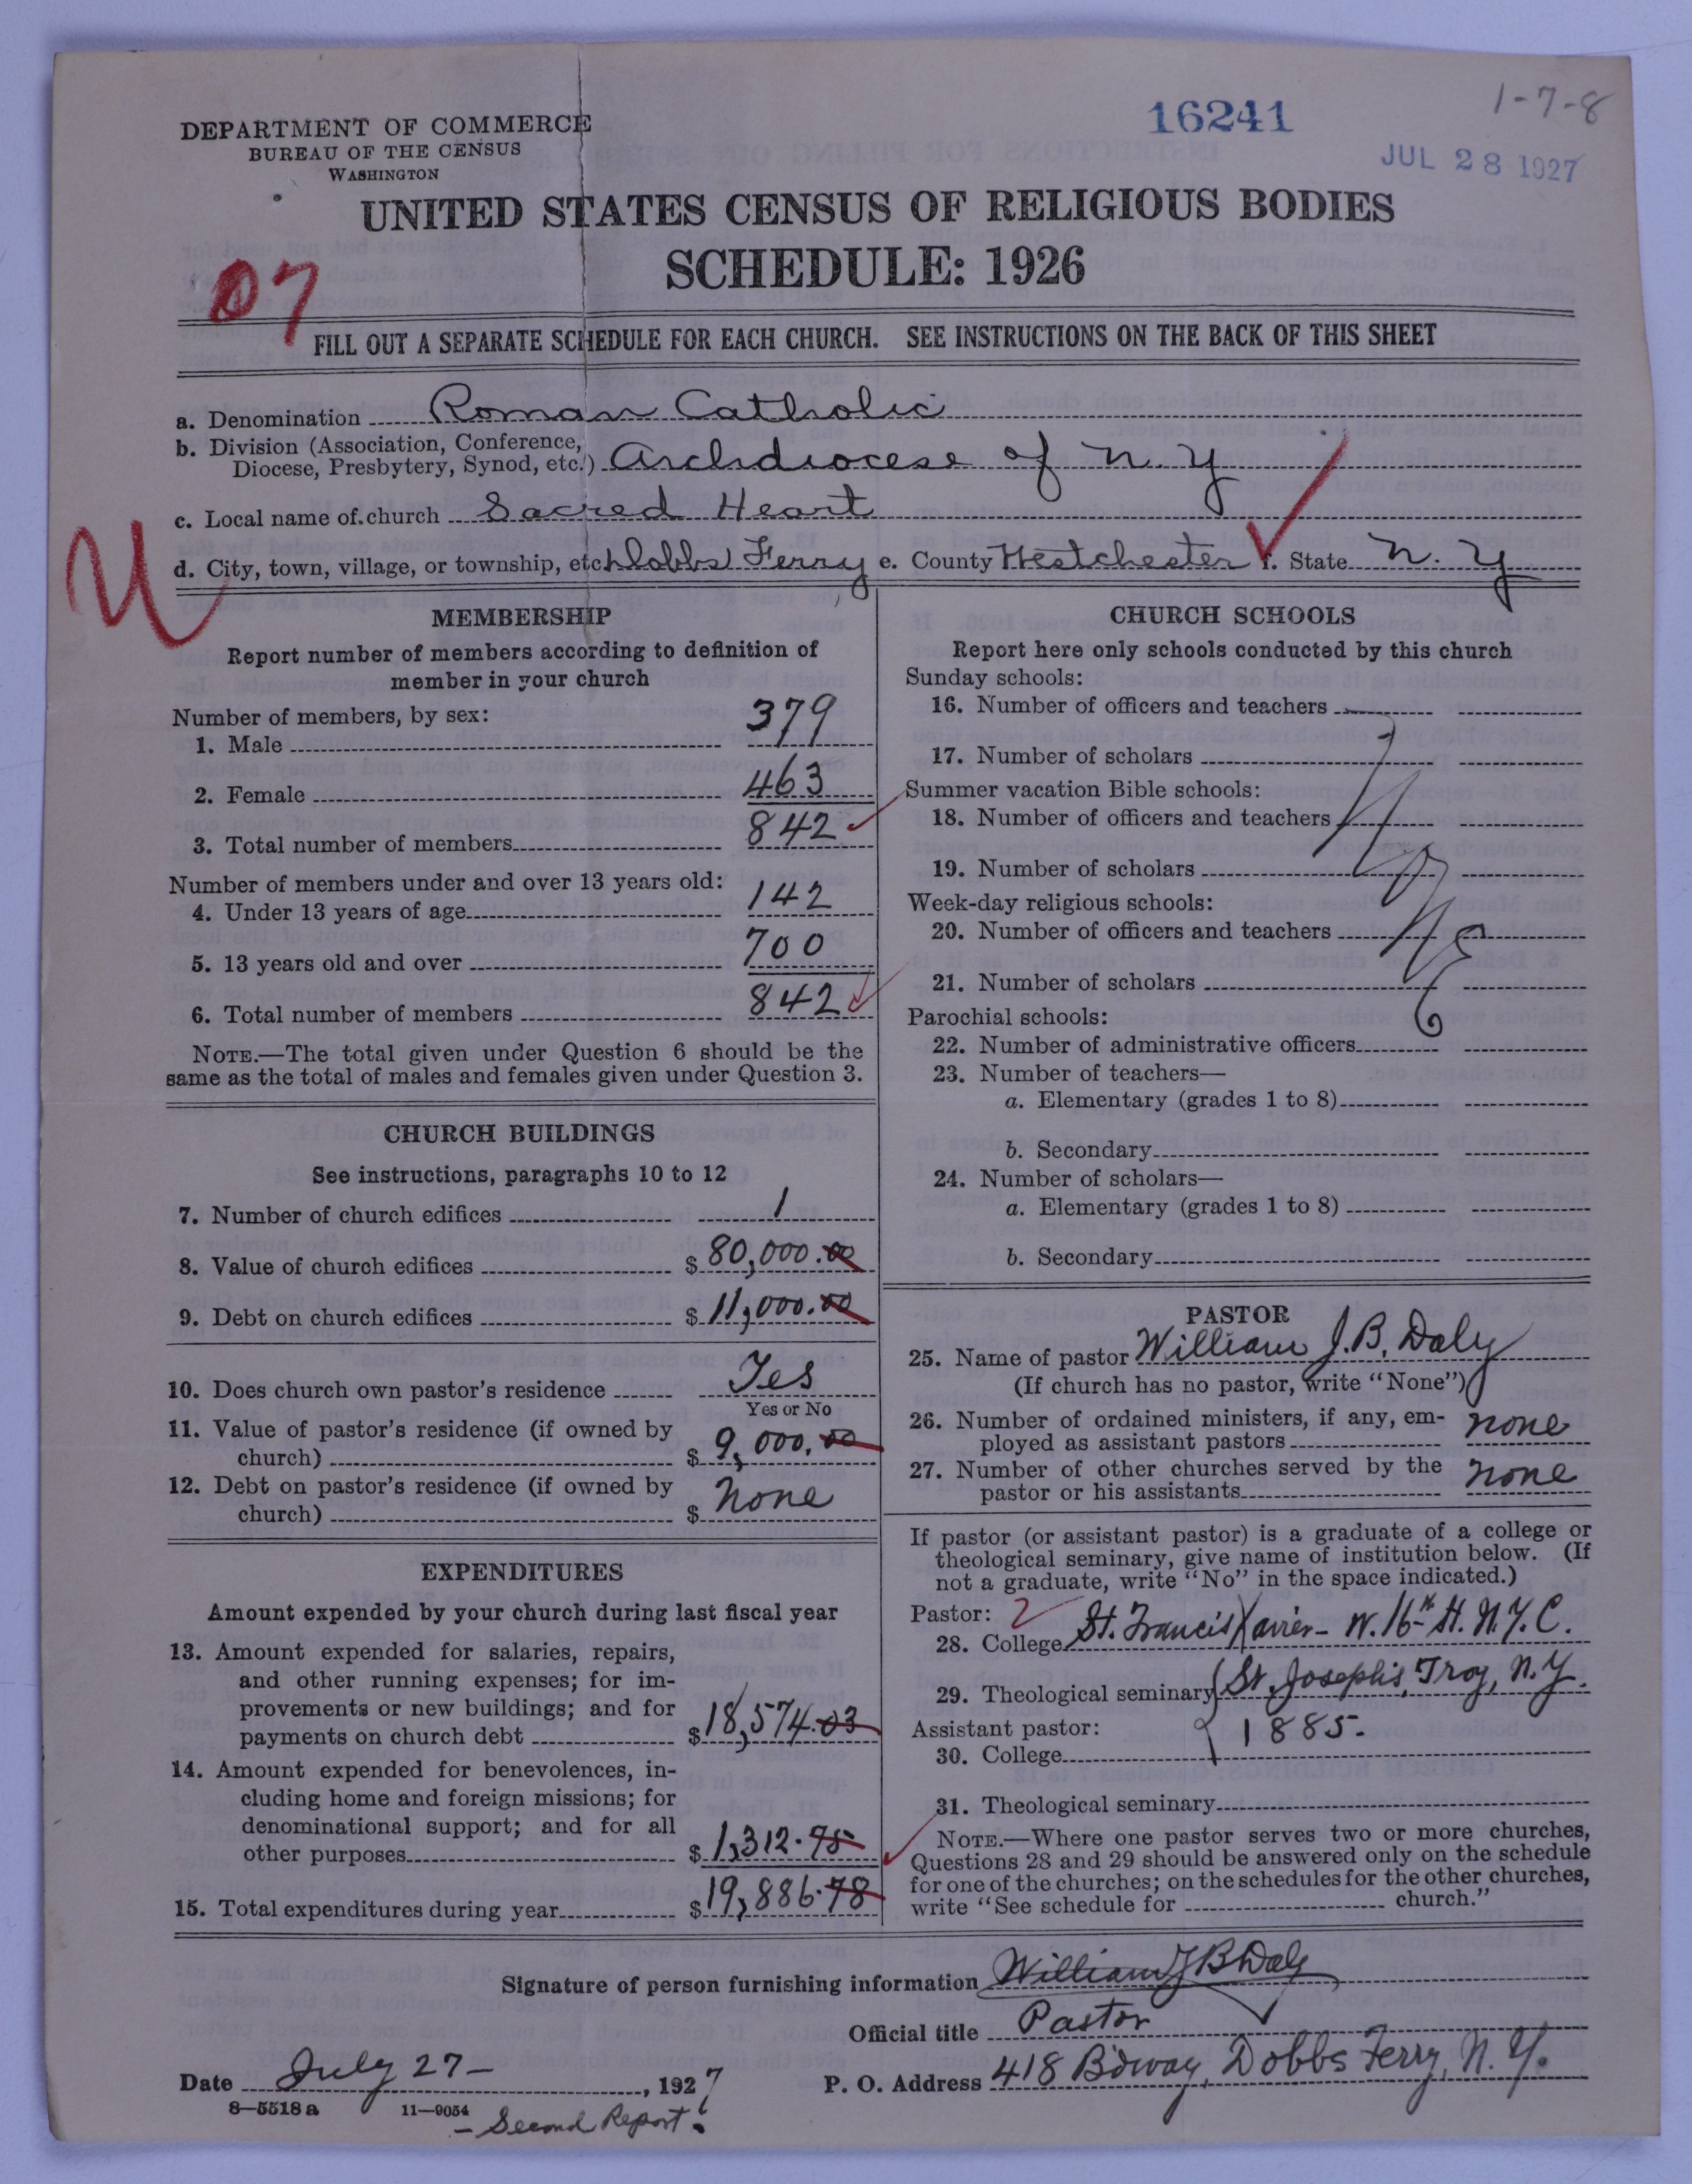 DEPARTMENT OF COMMERCE
BUREAU OF THE CENSUS
WASHINGTON
16241
1-7-8
JUL 28 1927
UNITED STATES CENSUS OF RELIGIOUS BODIES
SCHEDULE: 1926
07
FILL OUT A SEPARATE SCHEDULE FOR EACH CHURCH. SEE INSTRUCTIONS ON THE BACK OF THIS SHEET
a. Denomination Roman Catholic
b. Division (Association, Conference,
Diocese, Presbytery, Synod, etc.) Archdiocese of N.Y
c. Local name of church Sacred Heart
d. City, town, village, or township, etc. Dobbs Ferry e. County Westchester f. State N.Y
U
MEMBERSHIP
Report number of members according to definition of
member in your church
Number of members, by sex:
1. Male 379
2. Female 463
3. Total number of members 842
Number of members under and over 13 years old:
4. Under 13 years of age 142
5. 13 years old and over 700
6. Total number of members 842
NOTE.—The total given under Question 6 should be the
same as the total of males and females given under Question 3.
CHURCH BUILDINGS
See instructions, paragraphs 10 to 12
7. Number of church edifices 1
8. Value of church edifices $ 80,000.00
9. Debt on church edifices $ 11,000.00
10. Does church own pastor's residence Yes
Yes or No
11. Value of pastor's residence (if owned by
church) $ 9,000.00
12. Debt on pastor's residence (if owned by
church) $ none
EXPENDITURES
Amount expended by your church during last fiscal year
13. Amount expended for salaries, repairs,
and other running expenses; for im-
provements or new buildings; and for
payments on church debt $ 18,574.03
14. Amount expended for benevolences, in-
cluding home and foreign missions; for
denominational support; and for all
other purposes $ 1,312.75
15. Total expenditures during year $ 19,886.78
CHURCH SCHOOLS
Report here only schools conducted by this church
Sunday schools:
16. Number of officers and teachers
17. Number of scholars
Summer vacation Bible schools:
18. Number of officers and teachers
19. Number of scholars
Week-day religious schools:
20. Number of officers and teachers
21. Number of scholars
None
Parochial schools:
22. Number of administrative officers
23. Number of teachers—
a. Elementary (grades 1 to 8)
b. Secondary
24. Number of scholars—
a. Elementary (grades 1 to 8)
b. Secondary
PASTOR
25. Name of pastor William J.B. Daly
(If church has no pastor, write "None")
26. Number of ordained ministers, if any, em-
ployed as assistant pastors none
27. Number of other churches served by the
pastor or his assistants none
If pastor (or assistant pastor) is a graduate of a college or
theological seminary, give name of institution below. (If
not a graduate, write "No" in the space indicated.)
Pastor: 2
28. College St. Francis Xavier - W. 16th St. N.Y.C.
29. Theological seminary St. Joseph's, Troy, N.Y.
Assistant pastor: 1885.
30. College
31. Theological seminary
NOTE.—Where one pastor serves two or more churches,
Questions 28 and 29 should be answered only on the schedule
for one of the churches; on the schedules for the other churches,
write "See schedule for church."
Signature of person furnishing information William J B Daly
Official title Pastor
Date July 27 -, 1927
P. O. Address 418 Bdway, Dobbs Ferry, N.Y.
8—5518 a 11—9054
- Second Report.